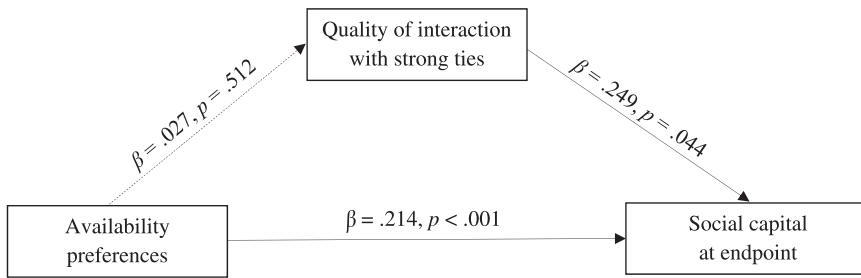 Quality of interaction
with strong ties
β = .027, p = .512
β = .249, p = .044
Availability
preferences
β = .214, p < .001
Social capital
at endpoint